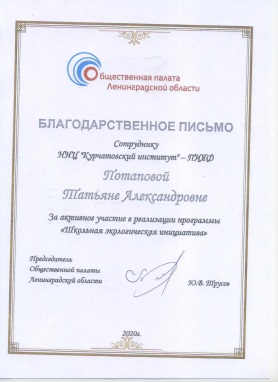 Общественная палата
Ленинградской области
БЛАГОДАРСТВЕННОЕ ПИСЬМО
Сотруднику
НИЦ "Курчатовский институт" – ПИЯФ
Потаповой
Татьяне Александровне
За активное участие в реализации программы
«Школьная экологическая инициатива»
Председатель
Общественной палаты
Ленинградской области
Ю.В. Трусов
2020г.